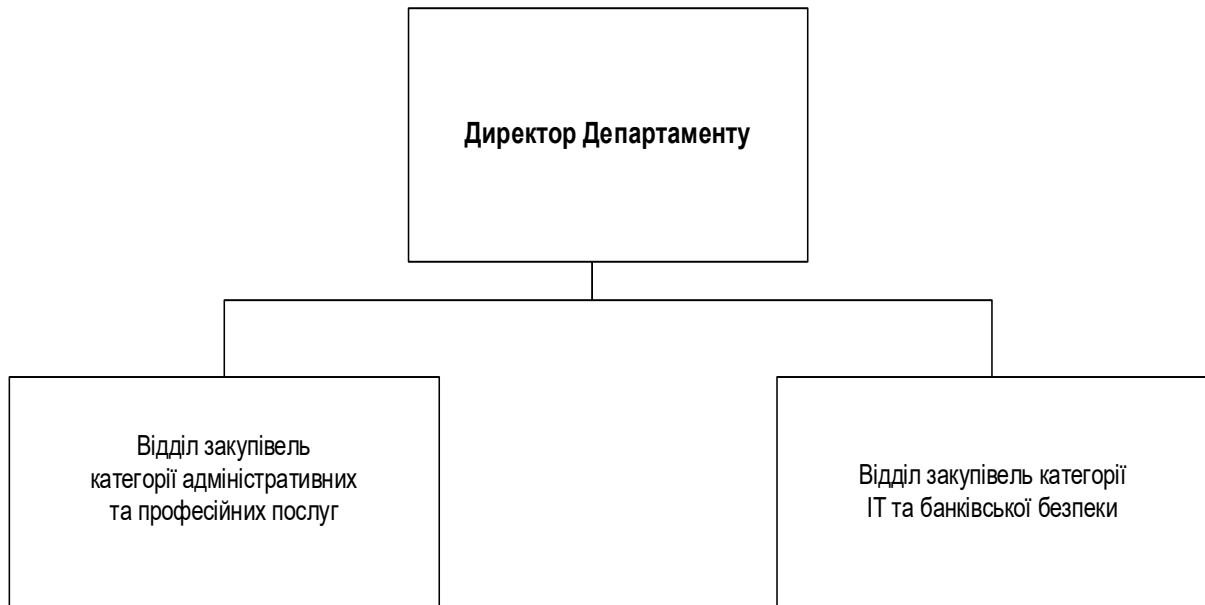 Директор Департаменту
Відділ закупівель
категорії адміністративних
та професійних послуг
Відділ закупівель категорії
ІТ та банківської безпеки